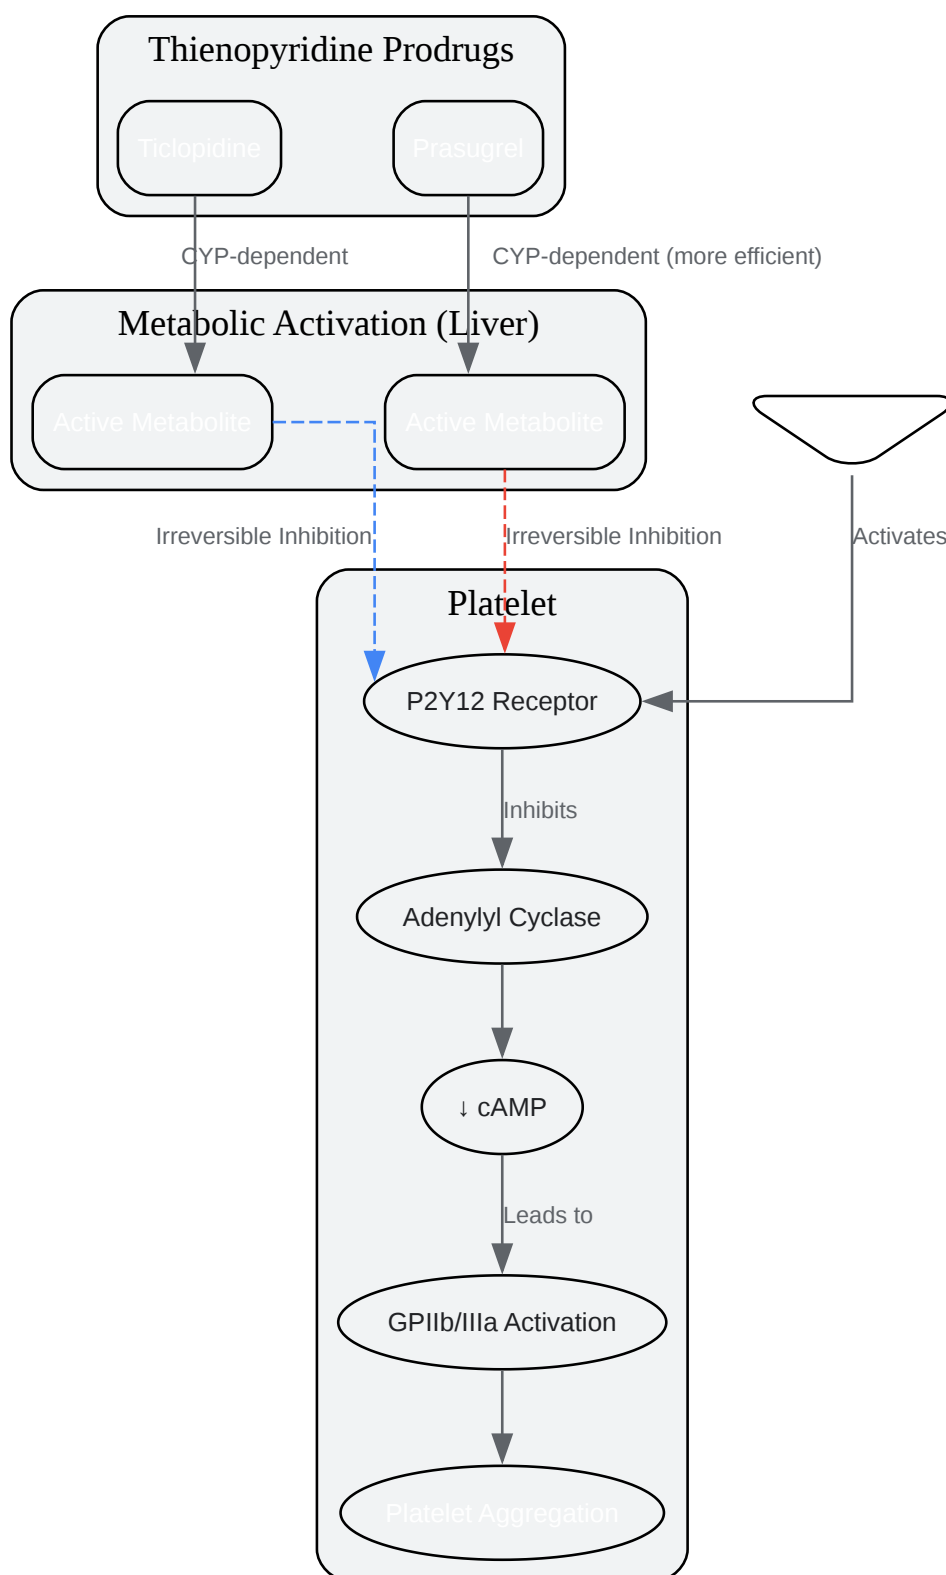 Thienopyridine Prodrugs
Ticlopidine
Prasugrel
CYP-dependent
CYP-dependent (more efficient)
Metabolic Activation (Liver)
Active Metabolite
Active Metabolite
Irreversible Inhibition
Irreversible Inhibition
Activates
Platelet
P2Y12 Receptor
Inhibits
Adenylyl Cyclase
↓ cAMP
Leads to
GPIIb/IIIa Activation
Platelet Aggregation